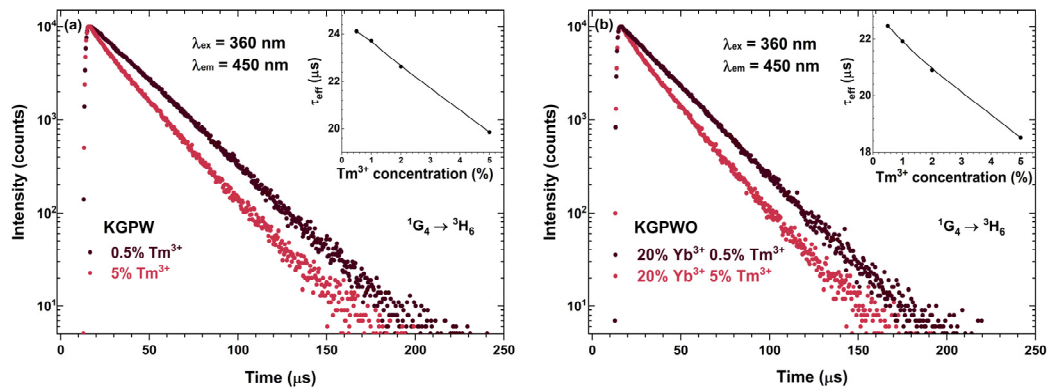 (a)
λex = 360 nm
λem = 450 nm
24
22
20
τeff (μs)
0 1 2 3 4 5
Tm³⁺ concentration (%)
10⁴
10³
10²
10¹
Intensity (counts)
KGPW
¹G₄ → ³H₆
0.5% Tm³⁺
5% Tm³⁺
0 50 100 150 200 250
Time (μs)
(b)
λex = 360 nm
λem = 450 nm
22
20
18
τeff (μs)
0 1 2 3 4 5
Tm³⁺ concentration (%)
10⁴
10³
10²
10¹
Intensity (counts)
KGPWO
¹G₄ → ³H₆
20% Yb³⁺ 0.5% Tm³⁺
20% Yb³⁺ 5% Tm³⁺
0 50 100 150 200 250
Time (μs)